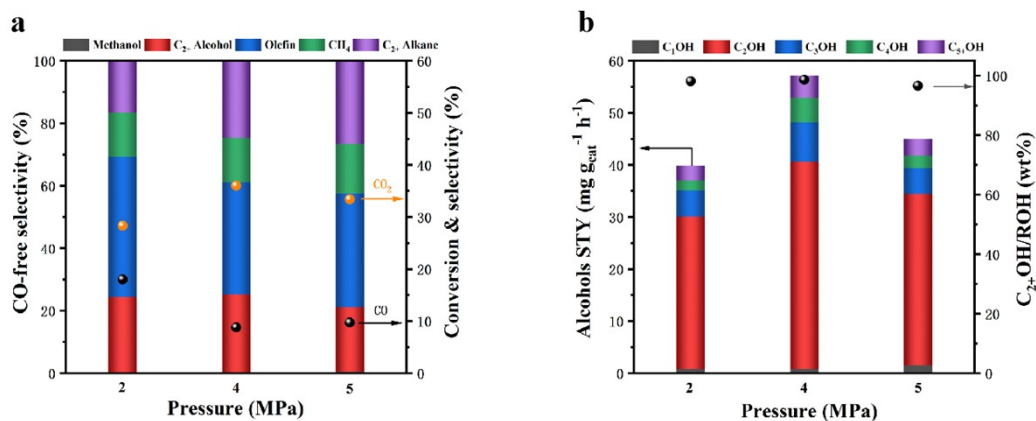 a
Methanol C2+ Alcohol Olefin CH4 C2+ Alkane
CO-free selectivity (%)
100
80
60
40
20
0
CO2
CO
60
50
40
30
20
10
0
Conversion & selectivity (%)
2 4 5
Pressure (MPa)
b
C1OH C2OH C3OH C4OH C5+OH
Alcohols STY (mg gcat-1 h-1)
60
50
40
30
20
10
0
100
80
60
40
20
0
C2+OH/ROH (wt%)
2 4 5
Pressure (MPa)